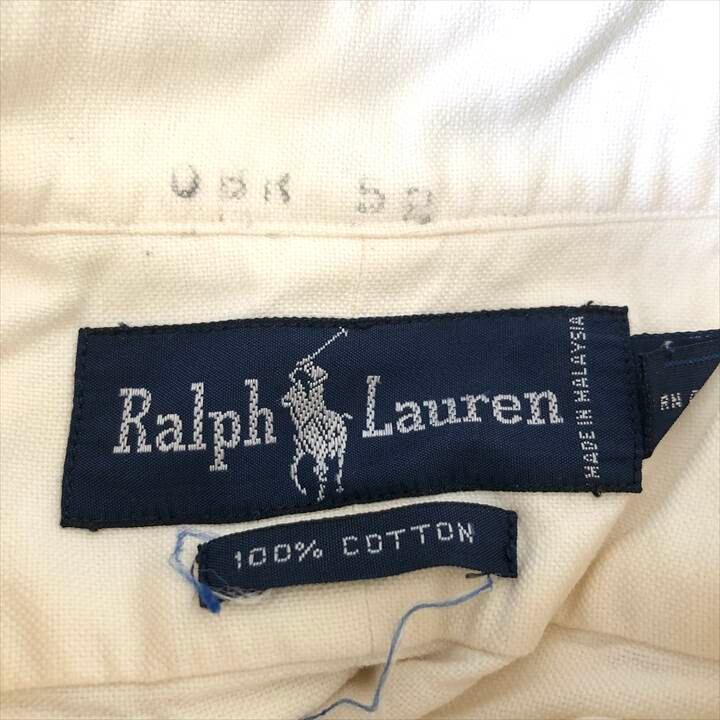 Ralph Lauren
MADE IN MALAYSIA
100% COTTON